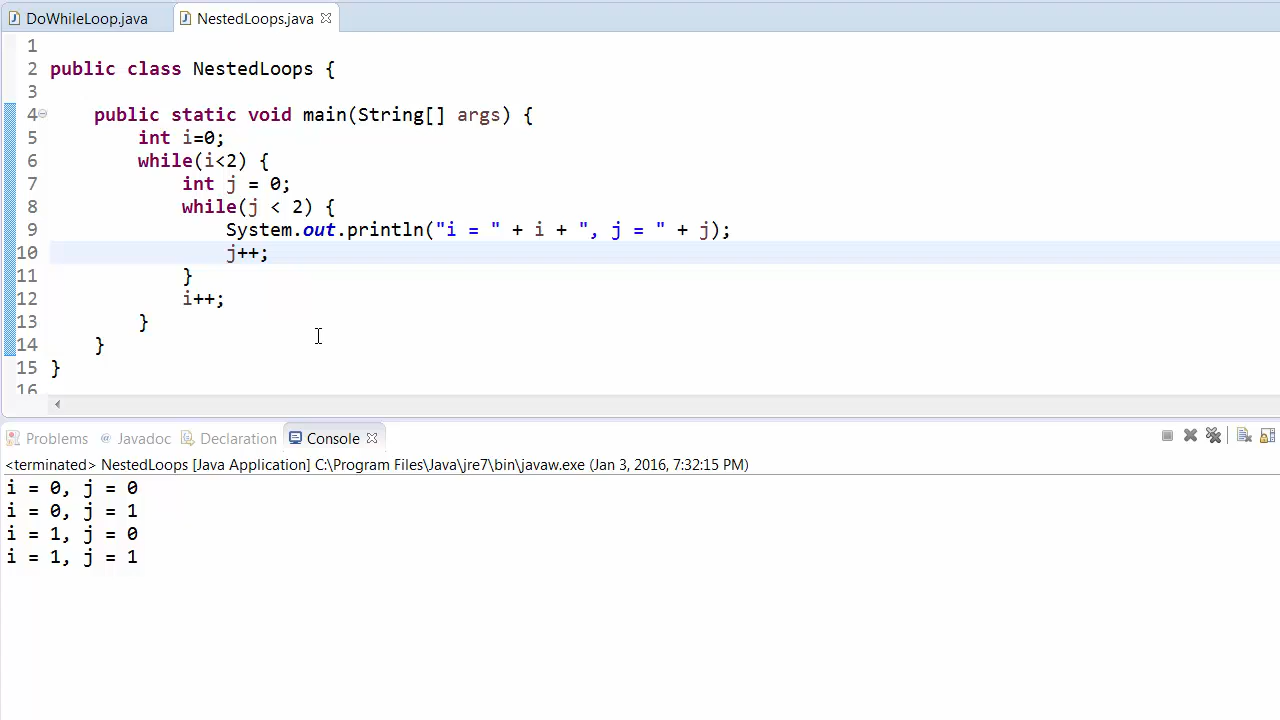 DoWhileLoop.java NestedLoops.java
1
2 public class NestedLoops {
3
4 public static void main(String[] args) {
5 int i=0;
6 while(i<2) {
7 int j = 0;
8 while(j < 2) {
9 System.out.println("i = " + i + ", j = " + j);
10 j++;
11 }
12 i++;
13 }
14 }
15 }
16
Problems @ Javadoc Declaration Console
<terminated> NestedLoops [Java Application] C:\Program Files\Java\jre7\bin\javaw.exe (Jan 3, 2016, 7:32:15 PM)
i = 0, j = 0
i = 0, j = 1
i = 1, j = 0
i = 1, j = 1